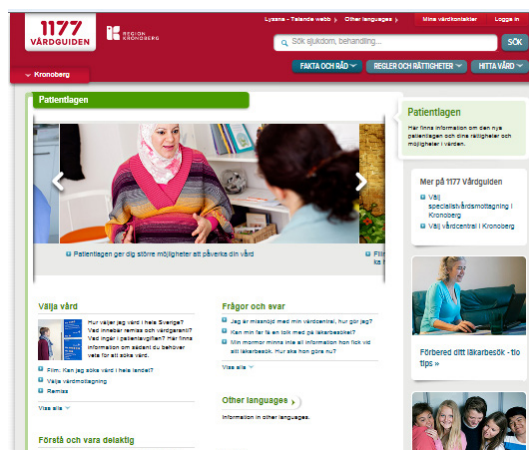 1177
VÅRDGUIDEN
REGION
KRONOBERG
Lyssna - Talande webb
Other languages
Mina vårdkontakter
Logga in
Sök sjukdom, behandling...
SÖK
FAKTA OCH RÅD
REGLER OCH RÄTTIGHETER
HITTA VÅRD
Kronoberg
Patientlagen
Patientlagen ger dig större möjligheter att påverka din vård
Välja vård
Hur väljer jag vård i hela Sverige?
Vad innebär remiss och vårdgaranti?
Vad ingår i patientavgiften? Här finns
information om sådant du behöver
veta för att söka vård.
Film: Kan jag söka vård i hela landet?
Välja vårdmottagning
Remiss
Visa alla
Förstå och vara delaktig
Frågor och svar
Jag är missnöjd med min vårdcentral, hur gör jag?
Kan min far få en tolk med på läkarbesöket?
Min mormor minns inte all information hon fick vid
sitt läkarbesök. Hur ska hon göra nu?
Visa alla
Other languages
Information in other languages.
Patientlagen
Här finns information om den nya
patientlagen och dina rättigheter och
möjligheter i vården.
Mer på 1177 Vårdguiden
Välj
specialistvårdsmottagning i
Kronoberg
Välj vårdcentral i Kronoberg
Förbered ditt läkarbesök - tio
tips »